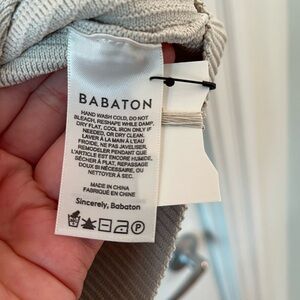 BABATON
HAND WASH COLD, DO NOT
BLEACH, RESHAPE WHILE DAMP,
DRY FLAT, COOL IRON ONLY IF
NEEDED, OR DRY CLEAN.
LAVER À LA MAIN À L'EAU
FROIDE, NE PAS JAVELISER,
REMODELER PENDANT QUE
L'ARTICLE EST ENCORE HUMIDE,
SÉCHER À PLAT, REPASSAGE
DOUX SI NÉCESSAIRE, OU
NETTOYER À SEC.
MADE IN CHINA
FABRIQUÉ EN CHINE
Sincerely, Babaton
P